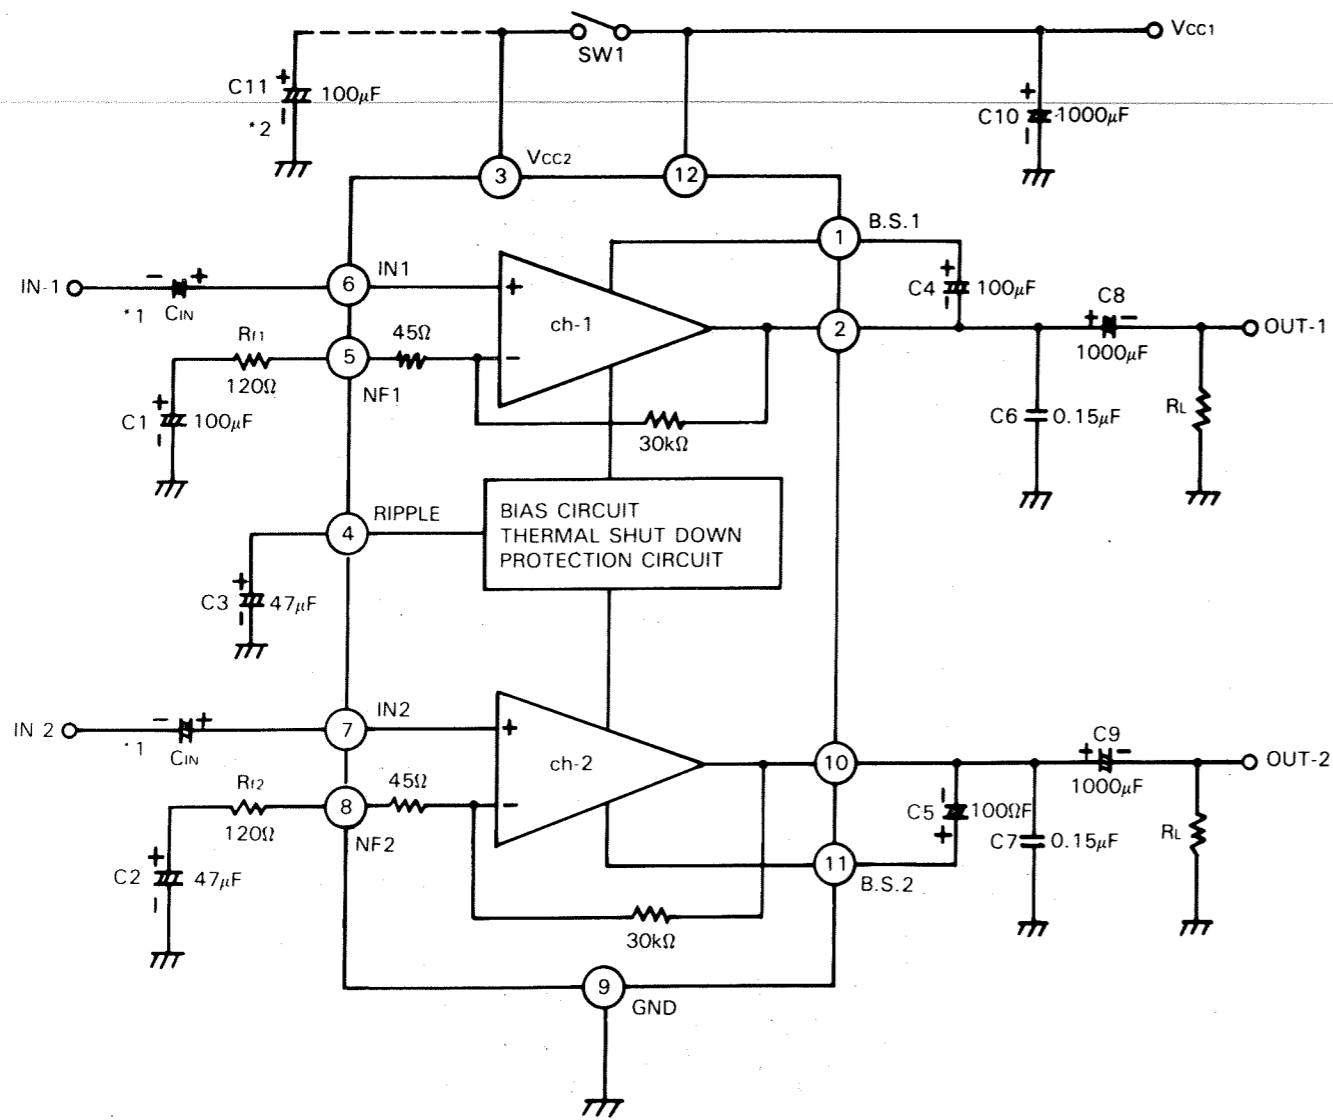 VCC1
SW1
C11
+
100μF
*2
-
+
C10
1000μF
-
3
VCC2
12
1
B.S.1
IN-1
-
+
*1
CIN
6
IN1
+
ch-1
2
C4
+
100μF
-
C8
+
-
1000μF
OUT-1
Rf1
120Ω
5
NF1
45Ω
-
30kΩ
C1
+
100μF
-
C6
0.15μF
RL
4
RIPPLE
BIAS CIRCUIT
THERMAL SHUT DOWN
PROTECTION CIRCUIT
C3
+
47μF
-
IN 2
-
+
*1
CIN
7
IN2
+
ch-2
10
C9
+
-
1000μF
OUT-2
Rf2
120Ω
8
NF2
45Ω
-
C5
-
100ΩF
+
C7
0.15μF
RL
C2
+
47μF
-
11
B.S.2
30kΩ
9
GND